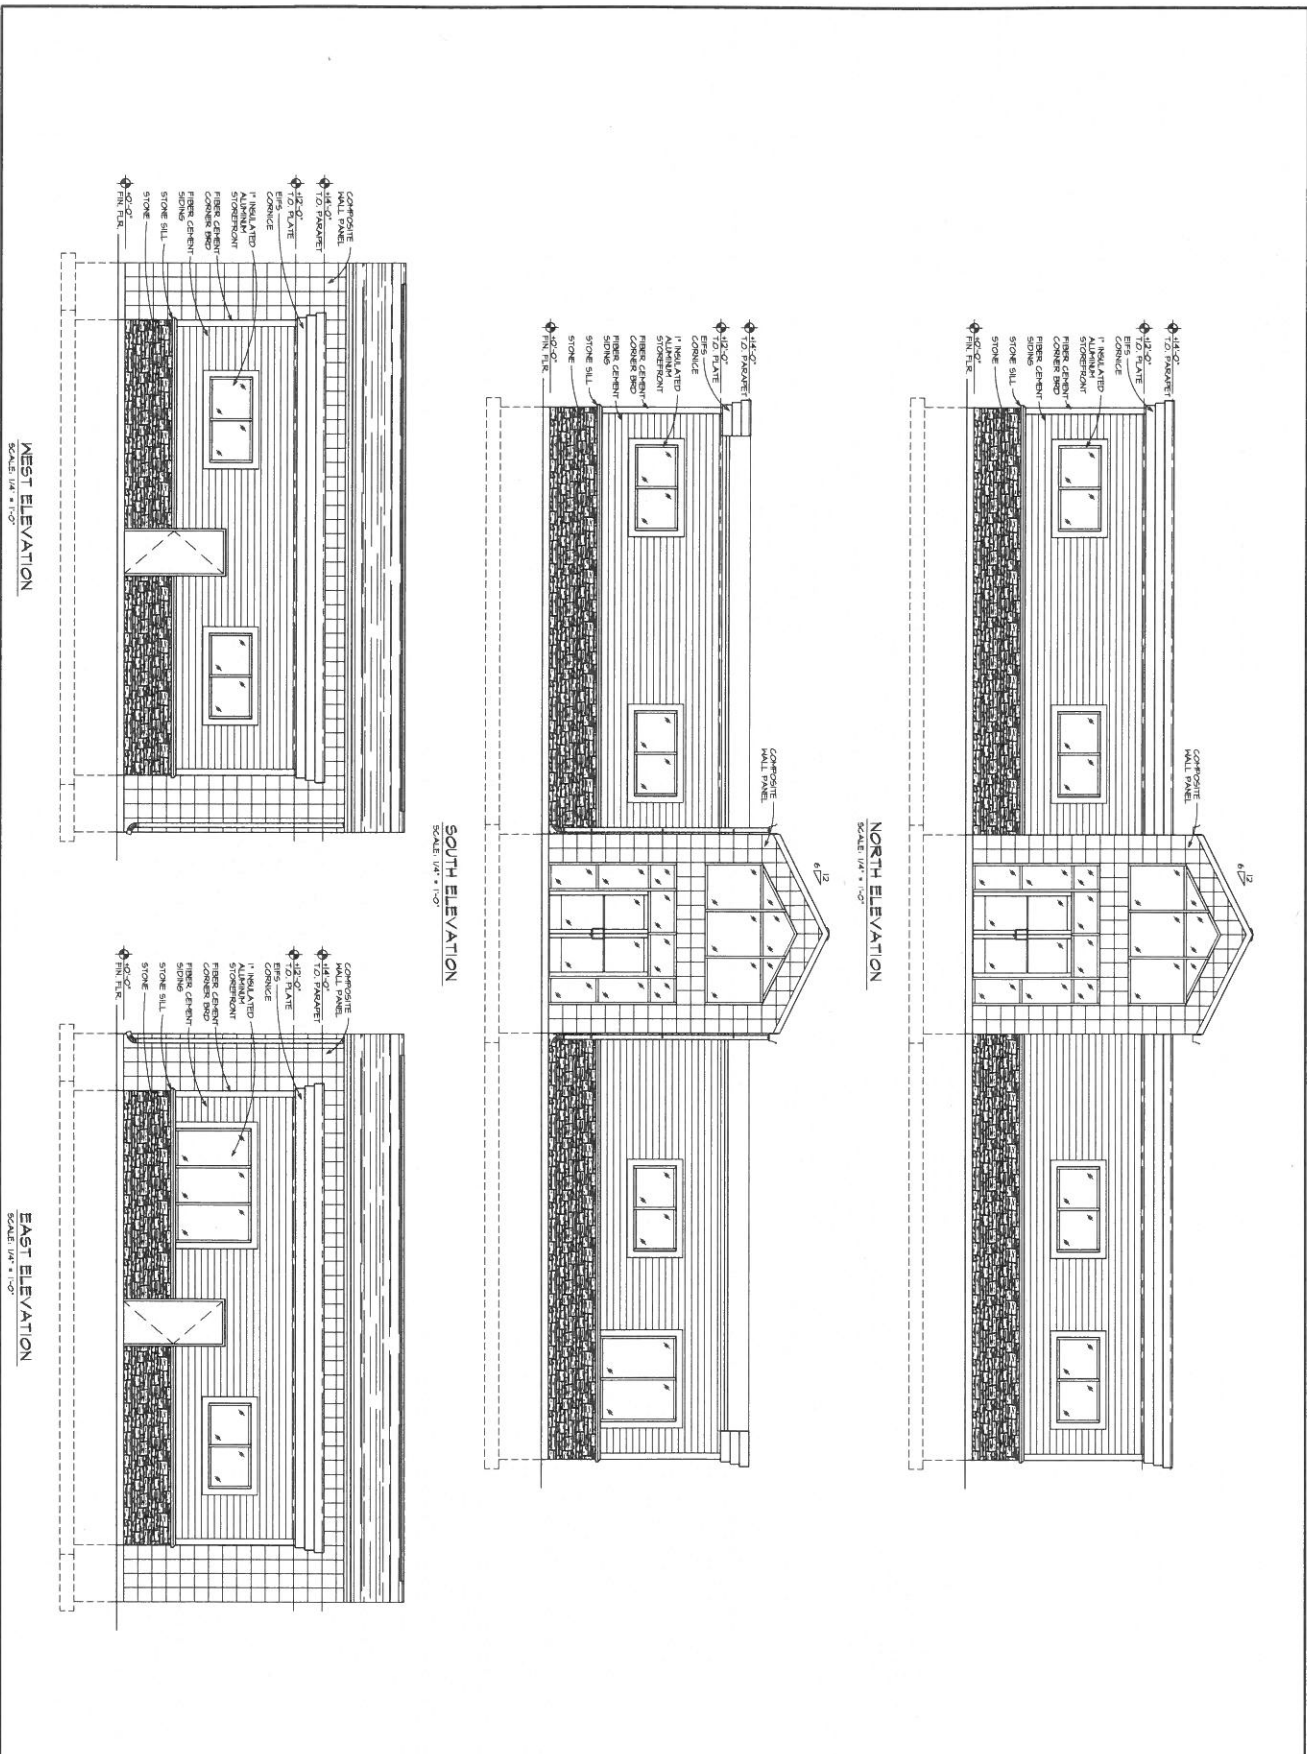 12
6
COMPOSITE
WALL PANEL
+14'-0"
T.O. PARAPET
+12'-0"
T.O. PLATE
EIFS
CORNICE
1" INSULATED
ALUMINUM
STOREFRONT
FIBER CEMENT
CORNER BRD
FIBER CEMENT
SIDING
STONE SILL
STONE
+0'-0"
FIN. FLR.
NORTH ELEVATION
SCALE: 1/4" = 1'-0"
12
6
COMPOSITE
WALL PANEL
+14'-0"
T.O. PARAPET
+12'-0"
T.O. PLATE
EIFS
CORNICE
1" INSULATED
ALUMINUM
STOREFRONT
FIBER CEMENT
CORNER BRD
FIBER CEMENT
SIDING
STONE SILL
STONE
+0'-0"
FIN. FLR.
SOUTH ELEVATION
SCALE: 1/4" = 1'-0"
COMPOSITE
WALL PANEL
+14'-0"
T.O. PARAPET
+12'-0"
T.O. PLATE
EIFS
CORNICE
1" INSULATED
ALUMINUM
STOREFRONT
FIBER CEMENT
CORNER BRD
FIBER CEMENT
SIDING
STONE SILL
STONE
+0'-0"
FIN. FLR.
WEST ELEVATION
SCALE: 1/4" = 1'-0"
COMPOSITE
WALL PANEL
+14'-0"
T.O. PARAPET
+12'-0"
T.O. PLATE
EIFS
CORNICE
1" INSULATED
ALUMINUM
STOREFRONT
FIBER CEMENT
CORNER BRD
FIBER CEMENT
SIDING
STONE SILL
STONE
+0'-0"
FIN. FLR.
EAST ELEVATION
SCALE: 1/4" = 1'-0"